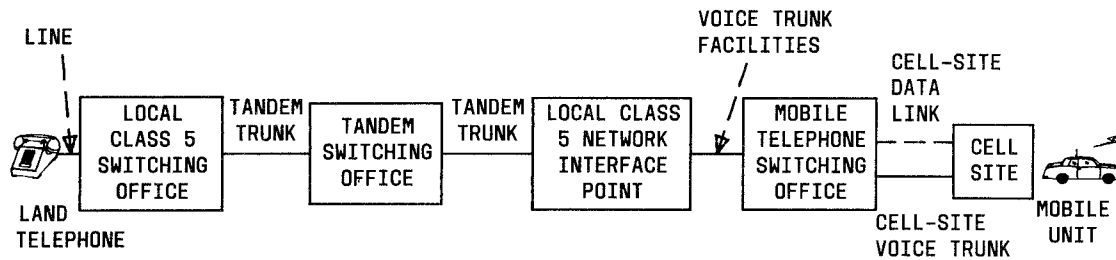 LINE
VOICE TRUNK
FACILITIES
CELL-SITE
DATA
LINK
LOCAL
CLASS 5
SWITCHING
OFFICE
TANDEM
TRUNK
TANDEM
SWITCHING
OFFICE
TANDEM
TRUNK
LOCAL CLASS
5 NETWORK
INTERFACE
POINT
MOBILE
TELEPHONE
SWITCHING
OFFICE
CELL
SITE
LAND
TELEPHONE
CELL-SITE
VOICE TRUNK
MOBILE
UNIT